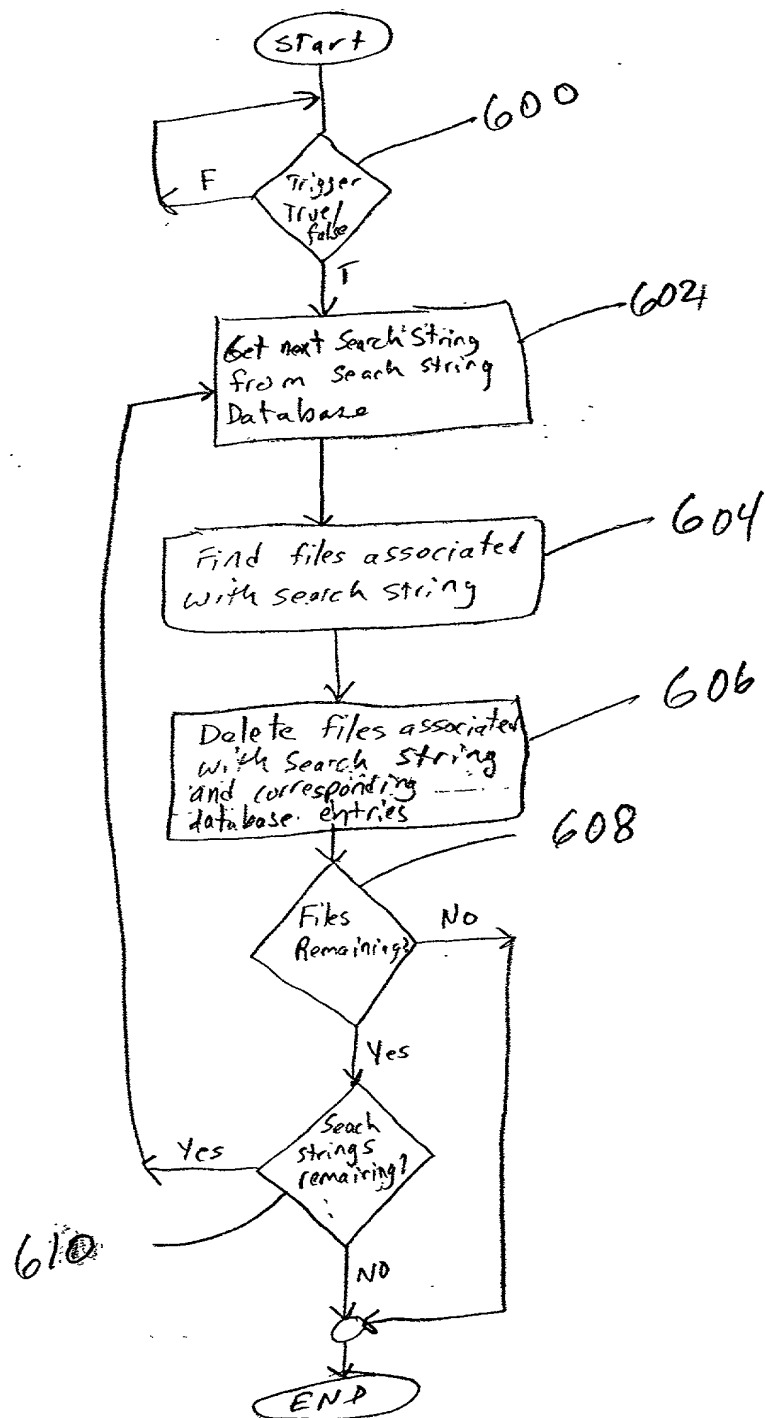 Start
600
F
Trigger
True/
false
T
602
Get next Search String
from Seach string
Database
604
Find files associated
with search string
606
Delete files associated
with Search string
and corresponding
database entries
608
Files
Remaining?
No
Yes
Seach
strings
remaining?
Yes
610
NO
END